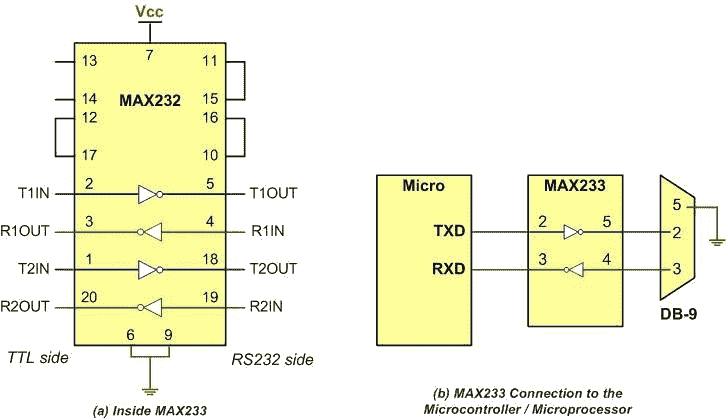 Vcc
7
13 11
14 MAX232 15
12 16
17 10
T1IN 2 5 T1OUT
R1OUT 3 4 R1IN
T2IN 1 18 T2OUT
R2OUT 20 19 R2IN
6 9
TTL side RS232 side
(a) Inside MAX233
Micro MAX233
5
TXD 2 5 2
RXD 3 4 3
DB-9
(b) MAX233 Connection to the
Microcontroller / Microprocessor